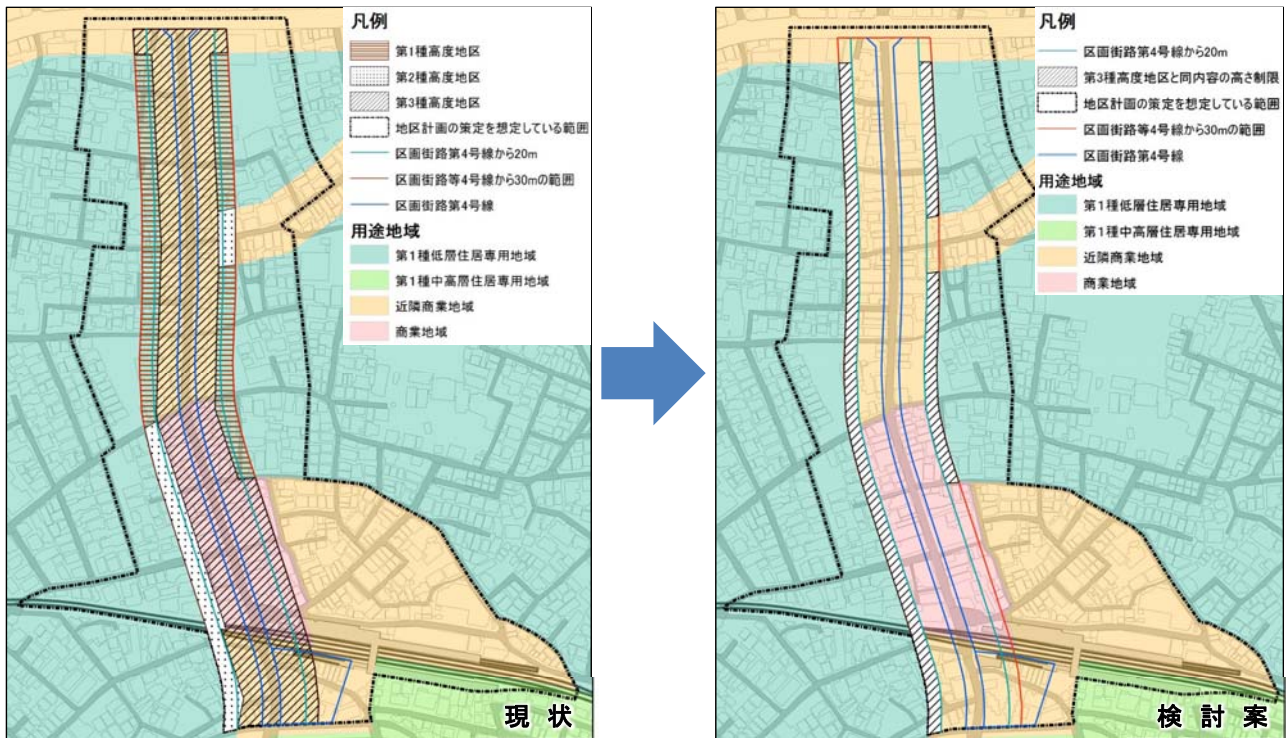 凡例
第1種高度地区
第2種高度地区
第3種高度地区
地区計画の策定を想定している範囲
区画街路第4号線から20m
区画街路等4号線から30mの範囲
区画街路第4号線
用途地域
第1種低層住居専用地域
第1種中高層住居専用地域
近隣商業地域
商業地域
現状
凡例
区画街路第4号線から20m
第3種高度地区と同内容の高さ制限
地区計画の策定を想定している範囲
区画街路等4号線から30mの範囲
区画街路第4号線
用途地域
第1種低層住居専用地域
第1種中高層住居専用地域
近隣商業地域
商業地域
検討案